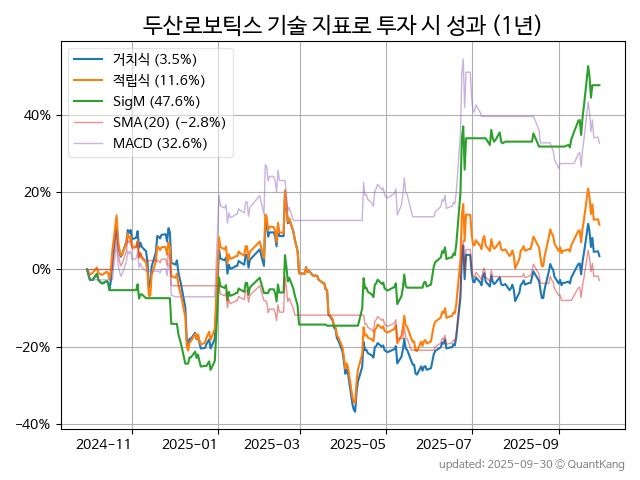 두산로보틱스 기술 지표로 투자 시 성과 (1년)
거치식 (3.5%)
적립식 (11.6%)
SigM (47.6%)
SMA(20) (-2.8%)
MACD (32.6%)
40%
20%
0%
-20%
-40%
2024-11
2025-01
2025-03
2025-05
2025-07
2025-09
updated: 2025-09-30 © QuantKang